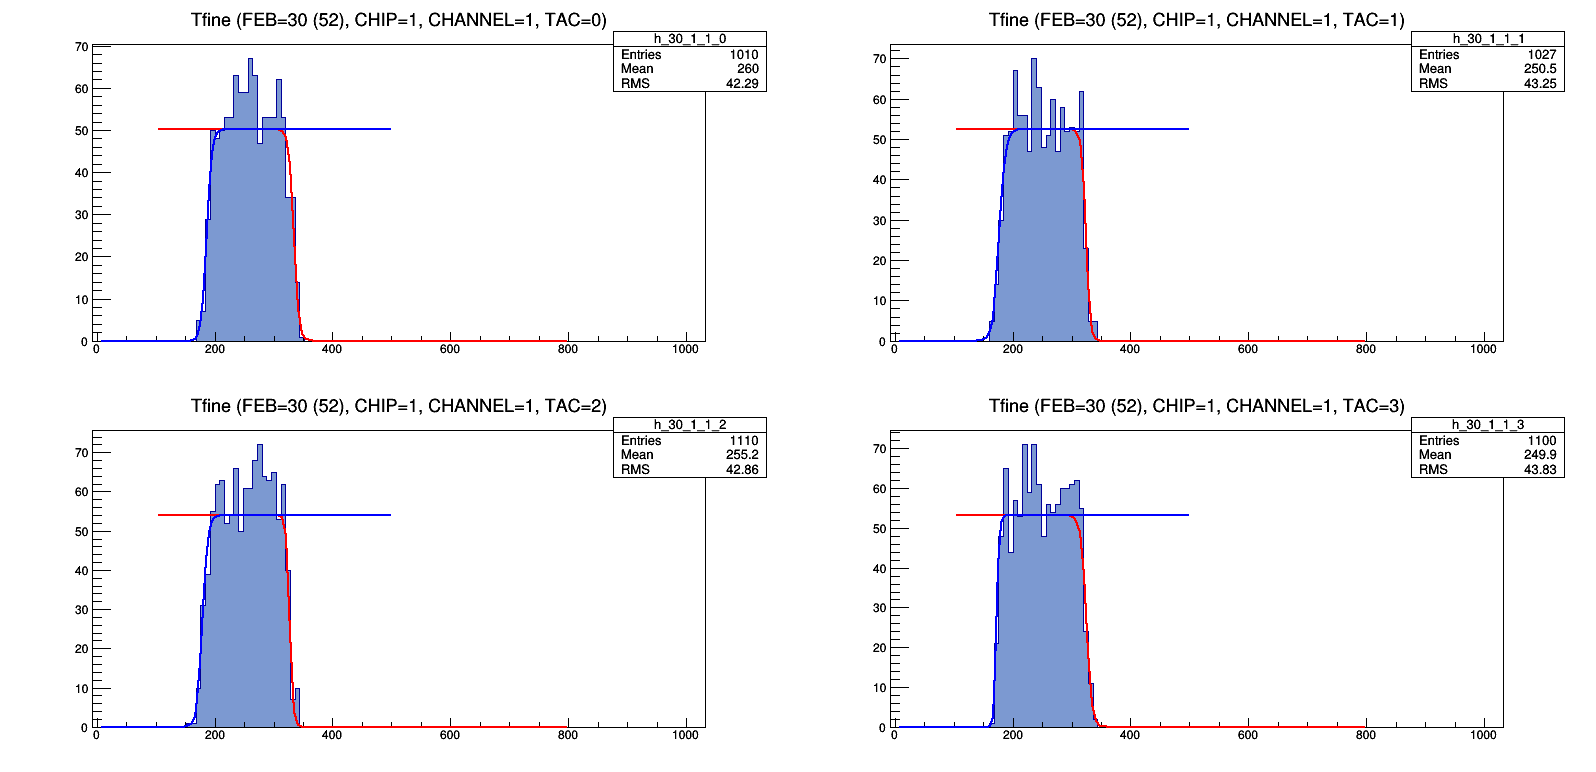 Tfine (FEB=30 (52), CHIP=1, CHANNEL=1, TAC=0)
h_30_1_1_0
Entries 1010
Mean 260
RMS 42.29
70
60
50
40
30
20
10
0
0 200 400 600 800 1000
Tfine (FEB=30 (52), CHIP=1, CHANNEL=1, TAC=1)
h_30_1_1_1
Entries 1027
Mean 250.5
RMS 43.25
70
60
50
40
30
20
10
0
0 200 400 600 800 1000
Tfine (FEB=30 (52), CHIP=1, CHANNEL=1, TAC=2)
h_30_1_1_2
Entries 1110
Mean 255.2
RMS 42.86
70
60
50
40
30
20
10
0
0 200 400 600 800 1000
Tfine (FEB=30 (52), CHIP=1, CHANNEL=1, TAC=3)
h_30_1_1_3
Entries 1100
Mean 249.9
RMS 43.83
70
60
50
40
30
20
10
0
0 200 400 600 800 1000